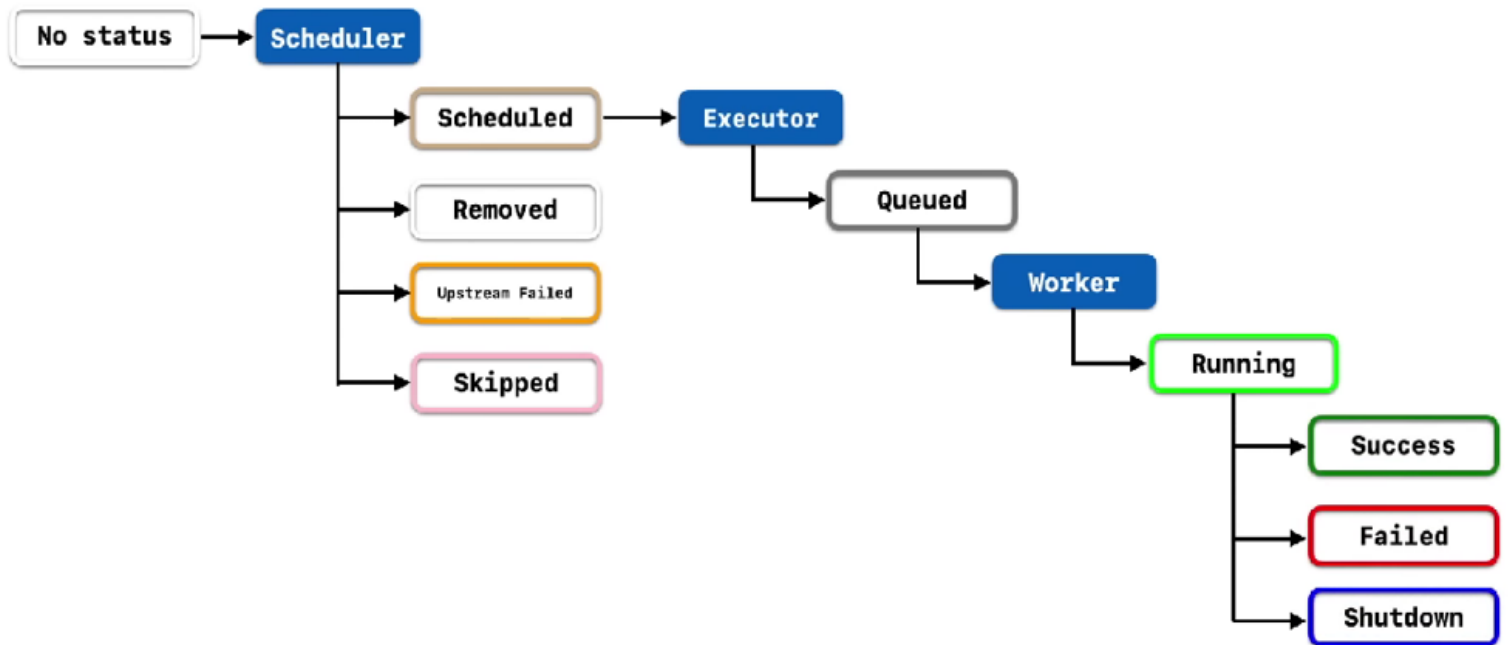 No status
Scheduler
Scheduled
Executor
Removed
Queued
Upstream Failed
Worker
Skipped
Running
Success
Failed
Shutdown